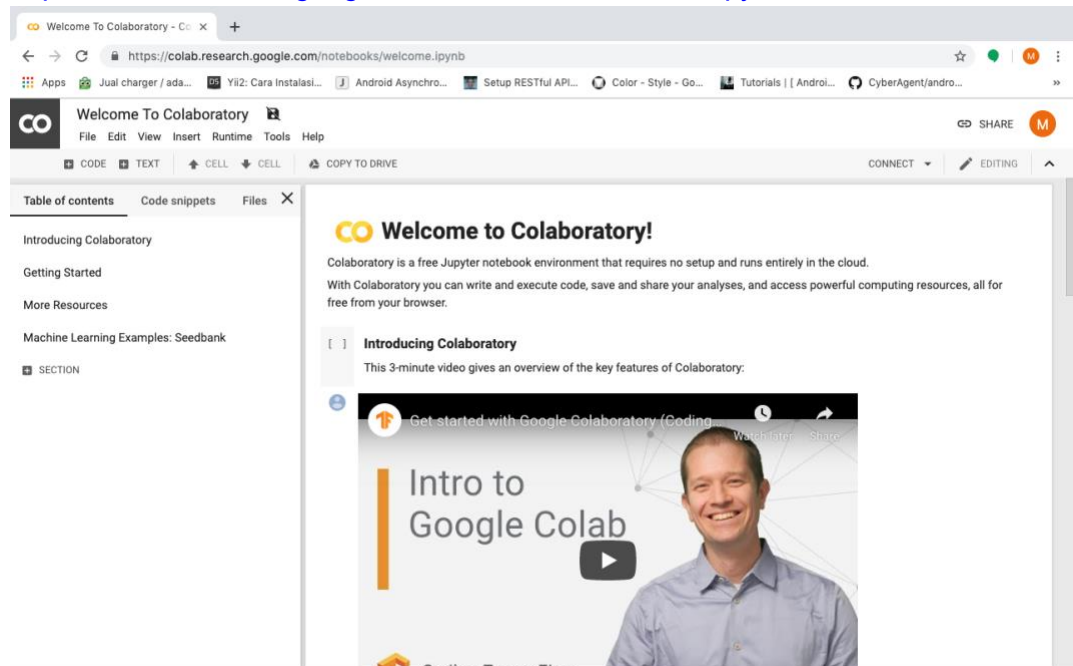 Welcome To Colaboratory - Co
https://colab.research.google.com/notebooks/welcome.ipynb
Apps Jual charger / ada... Yii2: Cara Instalasi... Android Asynchro... Setup RESTful API... Color - Style - Go... Tutorials | [ Androi... CyberAgent/andro... »
CO Welcome To Colaboratory
File Edit View Insert Runtime Tools Help
SHARE M
CODE TEXT CELL CELL COPY TO DRIVE CONNECT EDITING
Table of contents Code snippets Files
Introducing Colaboratory
Getting Started
More Resources
Machine Learning Examples: Seedbank
SECTION
CO Welcome to Colaboratory!
Colaboratory is a free Jupyter notebook environment that requires no setup and runs entirely in the cloud.
With Colaboratory you can write and execute code, save and share your analyses, and access powerful computing resources, all for
free from your browser.
[ ] Introducing Colaboratory
This 3-minute video gives an overview of the key features of Colaboratory:
Get started with Google Colaboratory (Coding...
Watch later Share
Intro to
Google Colab